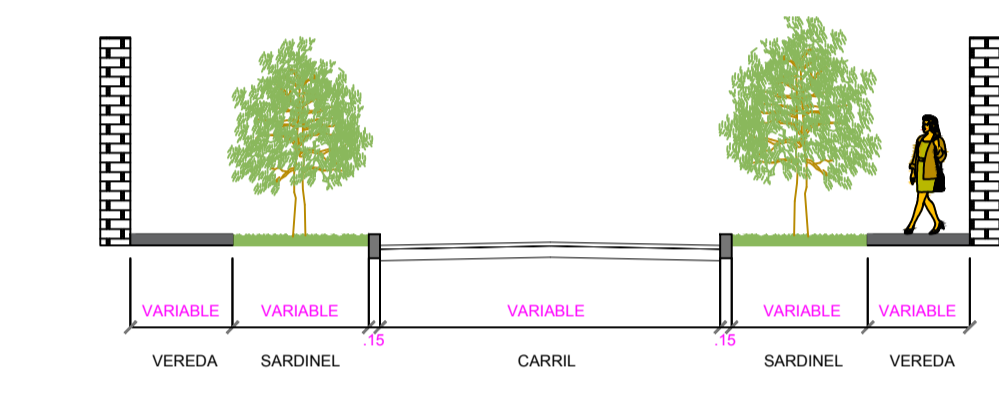 VARIABLE VARIABLE VARIABLE VARIABLE VARIABLE
.15 .15
VEREDA SARDINEL CARRIL SARDINEL VEREDA